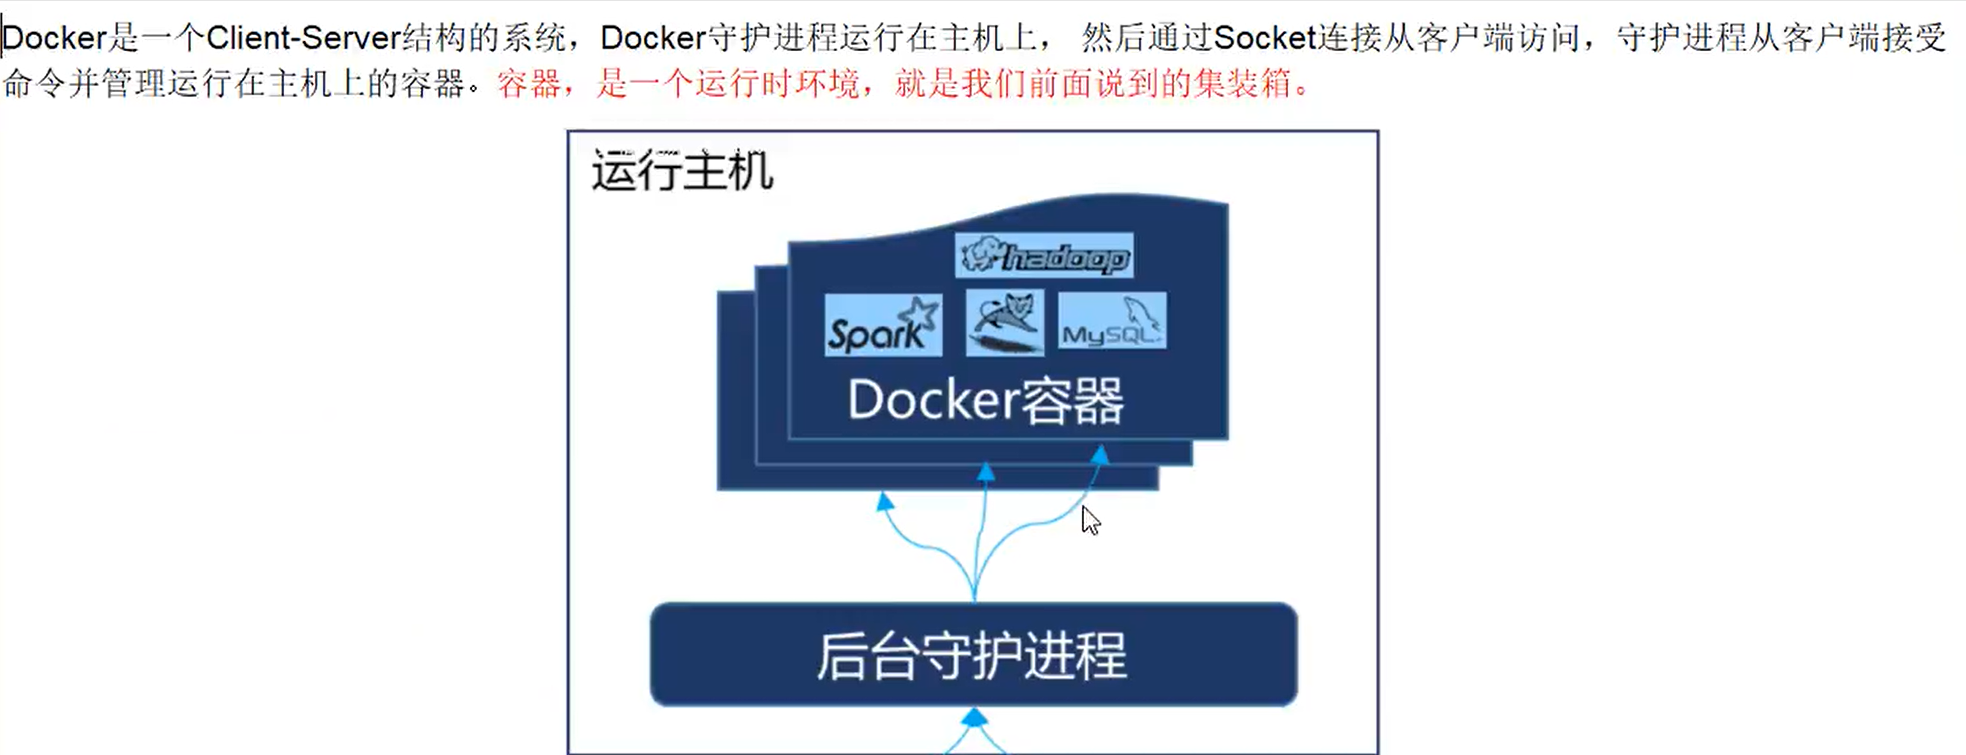 Docker是一个Client-Server结构的系统，Docker守护进程运行在主机上， 然后通过Socket连接从客户端访问，守护进程从客户端接受
命令并管理运行在主机上的容器。容器，是一个运行时环境，就是我们前面说到的集装箱。
运行主机
hadoop
Spark
MySQL
Docker容器
后台守护进程